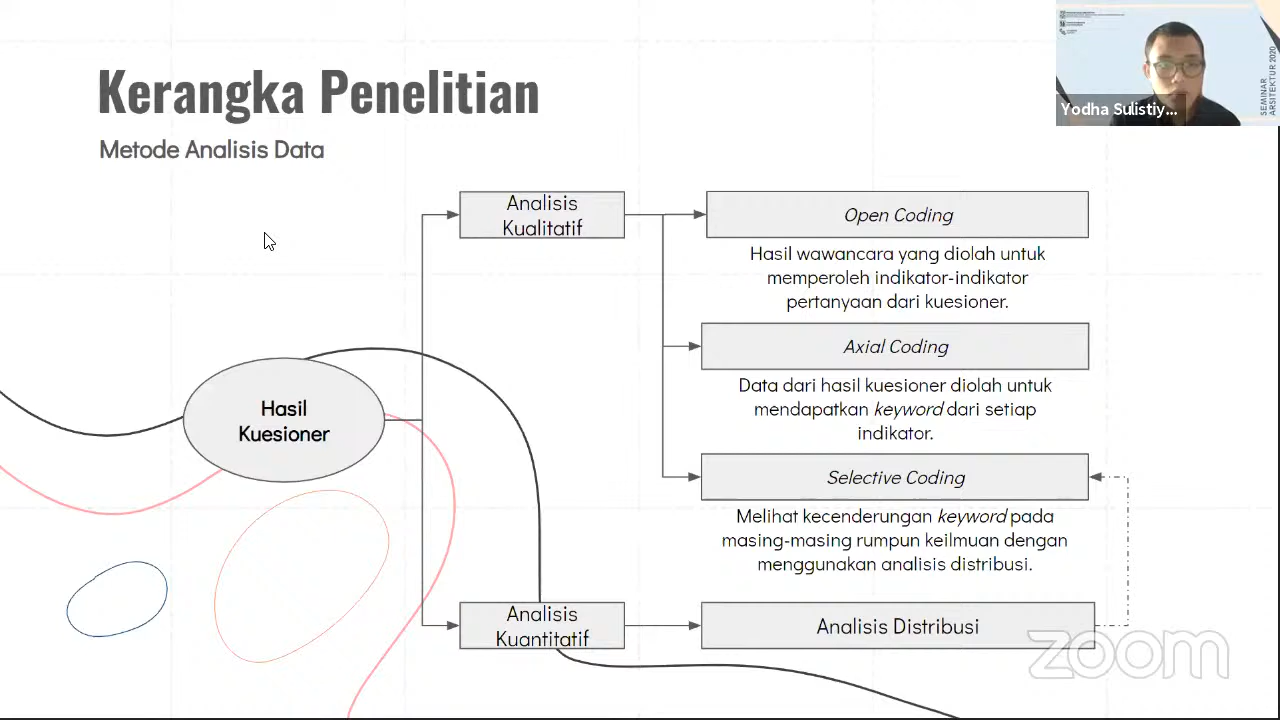 Kerangka Penelitian
Metode Analisis Data
Yodha Sulistiy...
SEMINAR
ARSITEKTUR 2020
Hasil
Kuesioner
Analisis
Kualitatif
Open Coding
Hasil wawancara yang diolah untuk
memperoleh indikator-indikator
pertanyaan dari kuesioner.
Axial Coding
Data dari hasil kuesioner diolah untuk
mendapatkan keyword dari setiap
indikator.
Selective Coding
Melihat kecenderungan keyword pada
masing-masing rumpun keilmuan dengan
menggunakan analisis distribusi.
Analisis
Kuantitatif
Analisis Distribusi
zoom